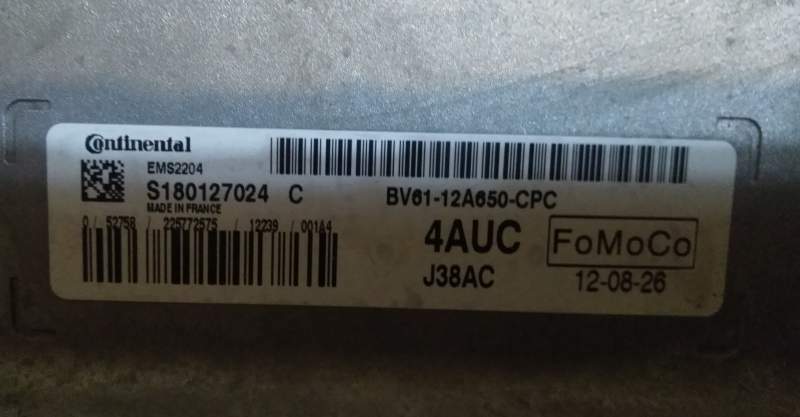 Continental
EMS2204
S180127024 C
BV61-12A650-CPC
MADE IN FRANCE
0 / 52758 / 225772575 / 12239 / 001A4
4AUC
FoMoCo
J38AC
12-08-26